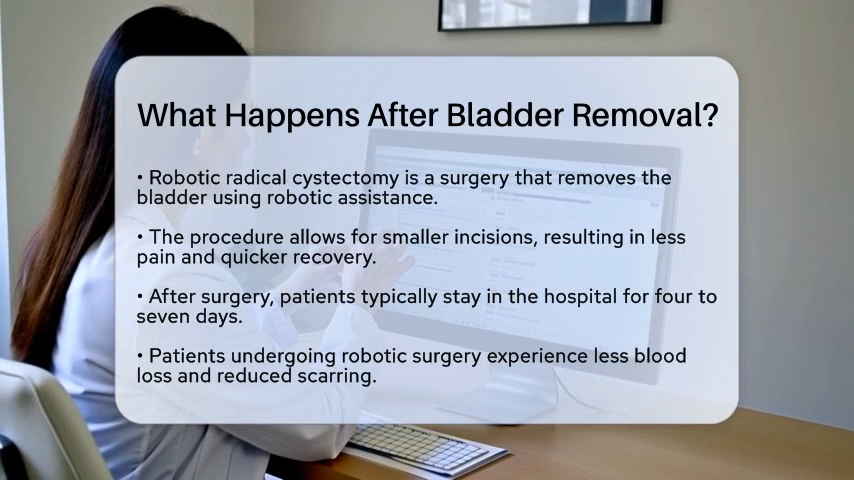 What Happens After Bladder Removal?
• Robotic radical cystectomy is a surgery that removes the
bladder using robotic assistance.
• The procedure allows for smaller incisions, resulting in less
pain and quicker recovery.
• After surgery, patients typically stay in the hospital for four to
seven days.
• Patients undergoing robotic surgery experience less blood
loss and reduced scarring.